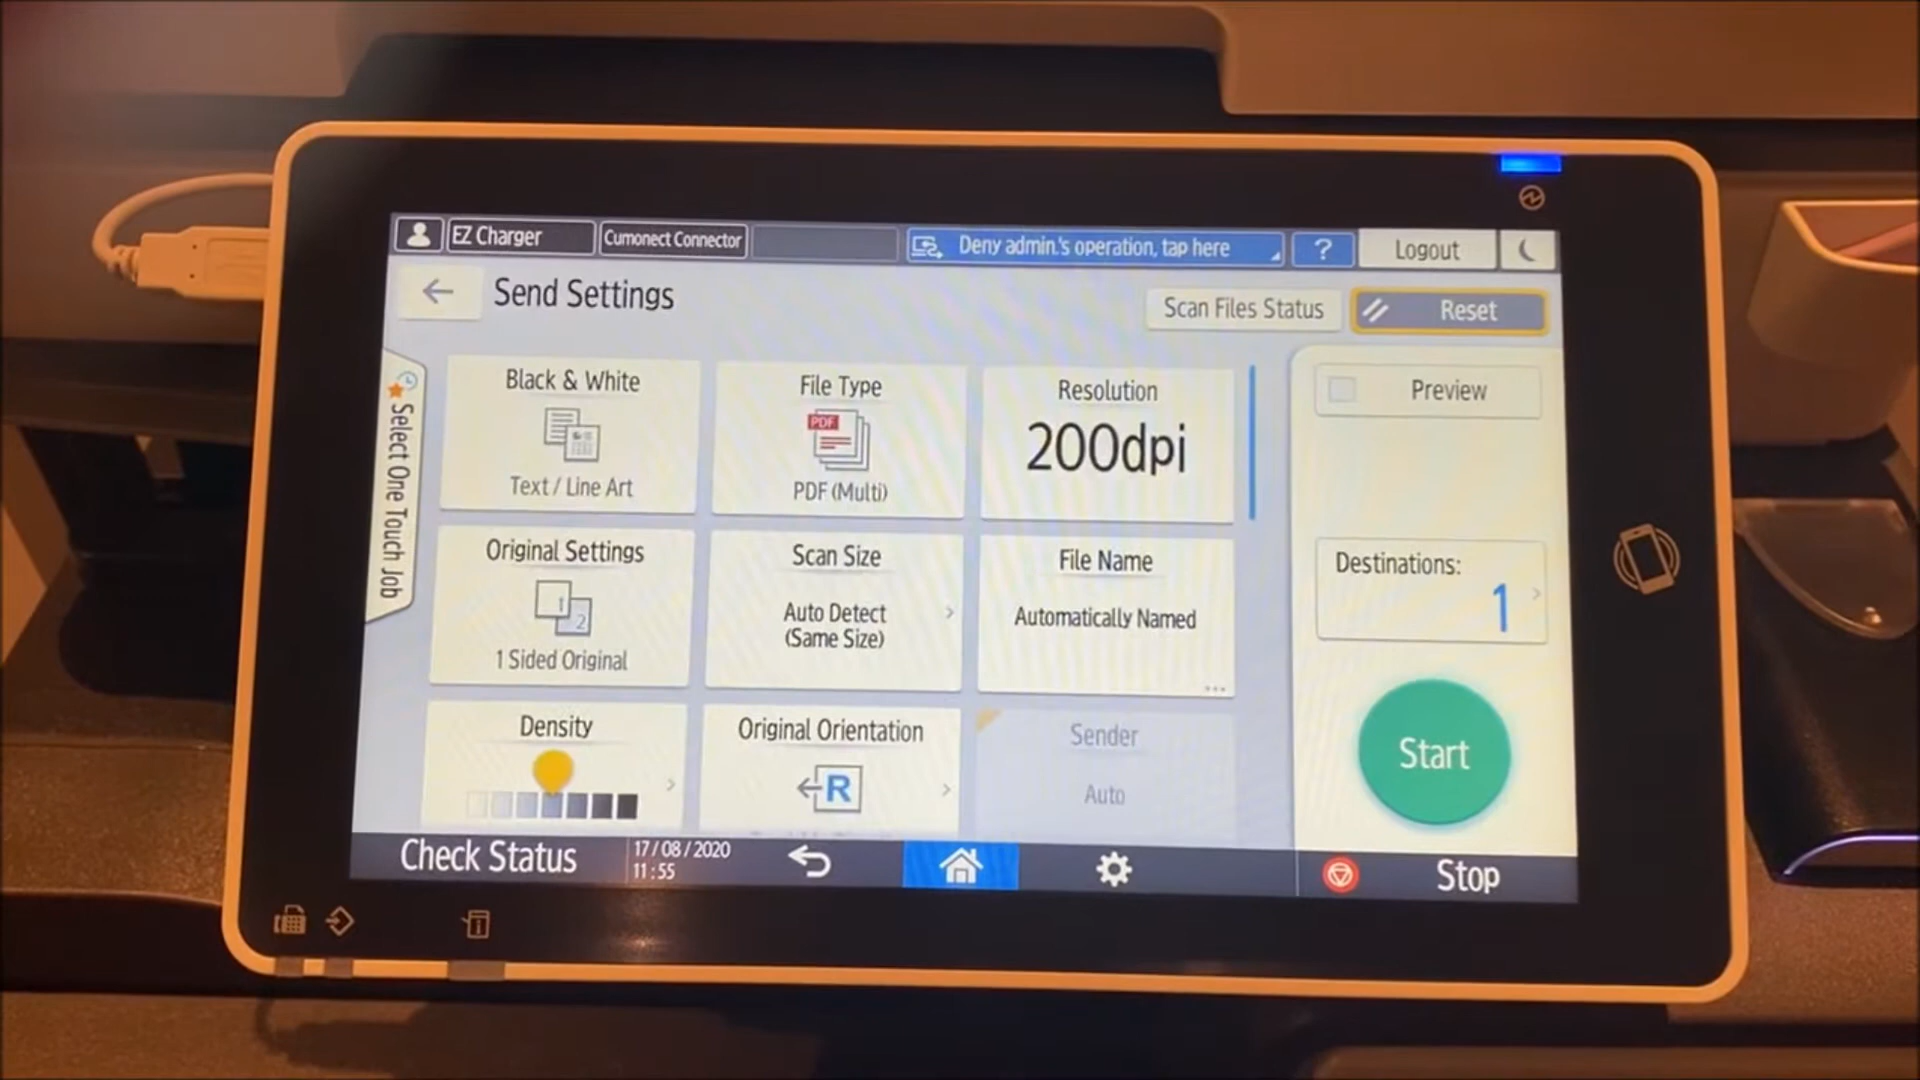 EZ Charger
Cumonect Connector
Deny admin.'s operation, tap here
?
Logout
Send Settings
Scan Files Status
Reset
Select One Touch Job
Black & White
Text / Line Art
File Type
PDF
PDF (Multi)
Resolution
200dpi
Preview
Original Settings
1
2
1 Sided Original
Scan Size
Auto Detect
(Same Size)
File Name
Automatically Named
...
Destinations:
1
Density
Original Orientation
R
Sender
Auto
Start
Check Status
17/08/2020
11:55
Stop